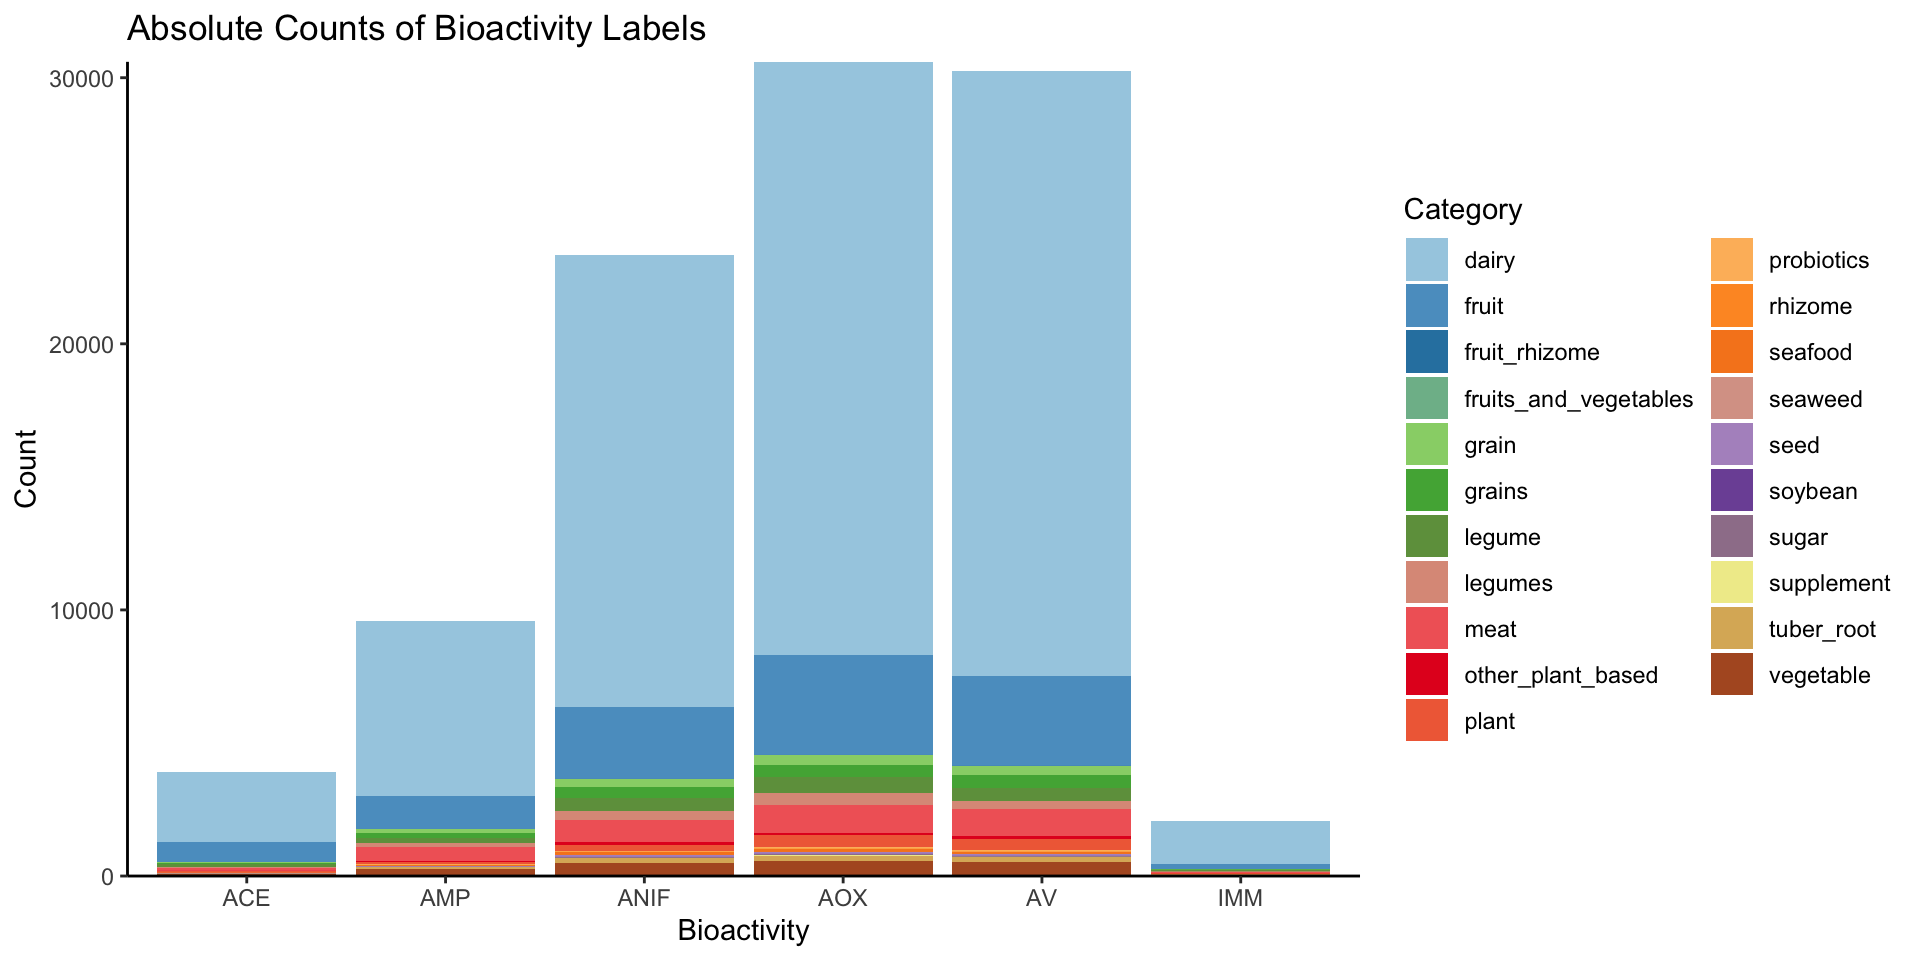 Absolute Counts of Bioactivity Labels
30000
20000
10000
0
Count
ACE
AMP
ANIF
AOX
AV
IMM
Bioactivity
Category
dairy
fruit
fruit_rhizome
fruits_and_vegetables
grain
grains
legume
legumes
meat
other_plant_based
plant
probiotics
rhizome
seafood
seaweed
seed
soybean
sugar
supplement
tuber_root
vegetable